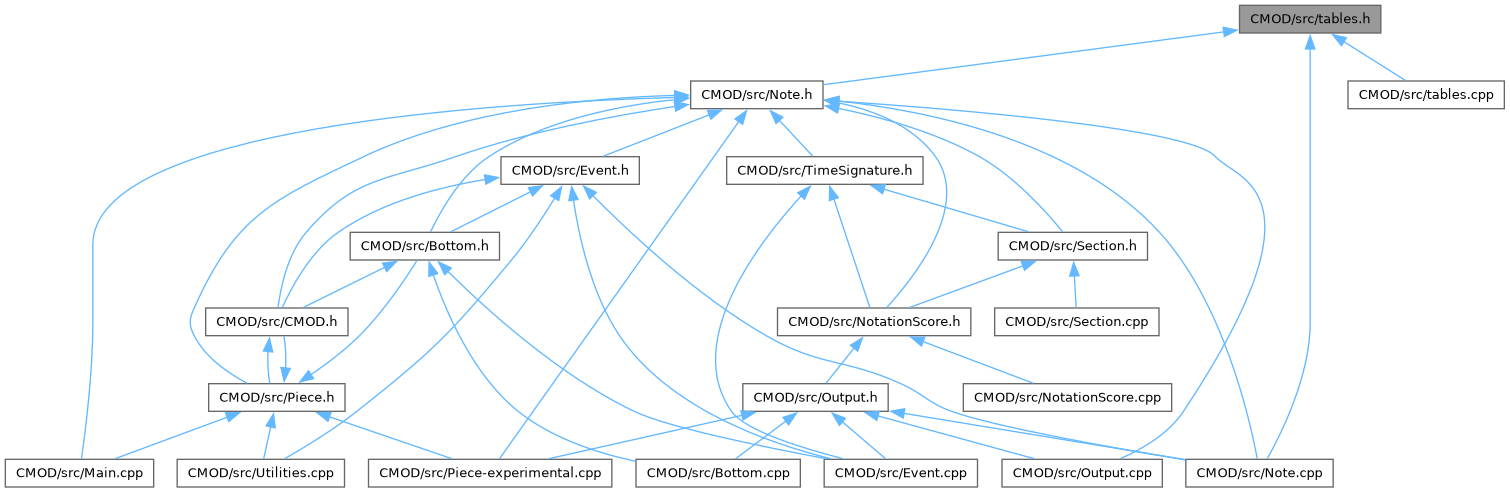 CMOD/src/tables.h
CMOD/src/Note.h
CMOD/src/tables.cpp
CMOD/src/Event.h
CMOD/src/TimeSignature.h
CMOD/src/Bottom.h
CMOD/src/Section.h
CMOD/src/CMOD.h
CMOD/src/NotationScore.h
CMOD/src/Section.cpp
CMOD/src/Piece.h
CMOD/src/Output.h
CMOD/src/NotationScore.cpp
CMOD/src/Main.cpp
CMOD/src/Utilities.cpp
CMOD/src/Piece-experimental.cpp
CMOD/src/Bottom.cpp
CMOD/src/Event.cpp
CMOD/src/Output.cpp
CMOD/src/Note.cpp